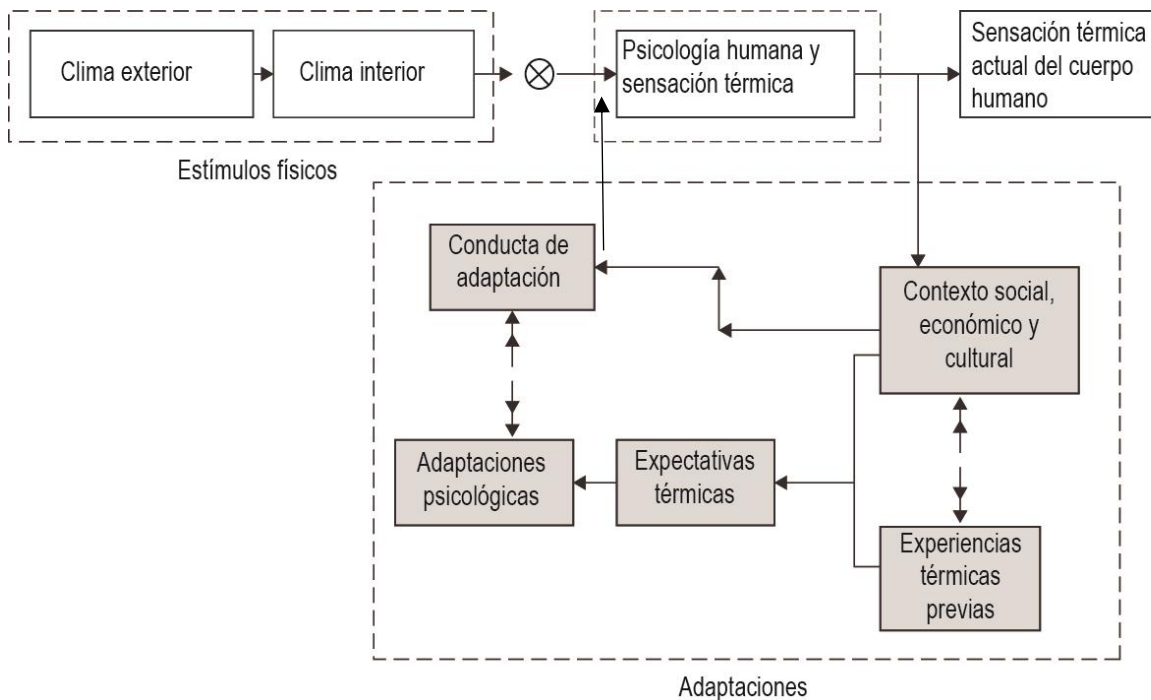 Clima exterior
Clima interior
Psicología humana y
sensación térmica
Sensación térmica
actual del cuerpo
humano
Estímulos físicos
Conducta de
adaptación
Contexto social,
económico y
cultural
Adaptaciones
psicológicas
Expectativas
térmicas
Experiencias
térmicas
previas
Adaptaciones